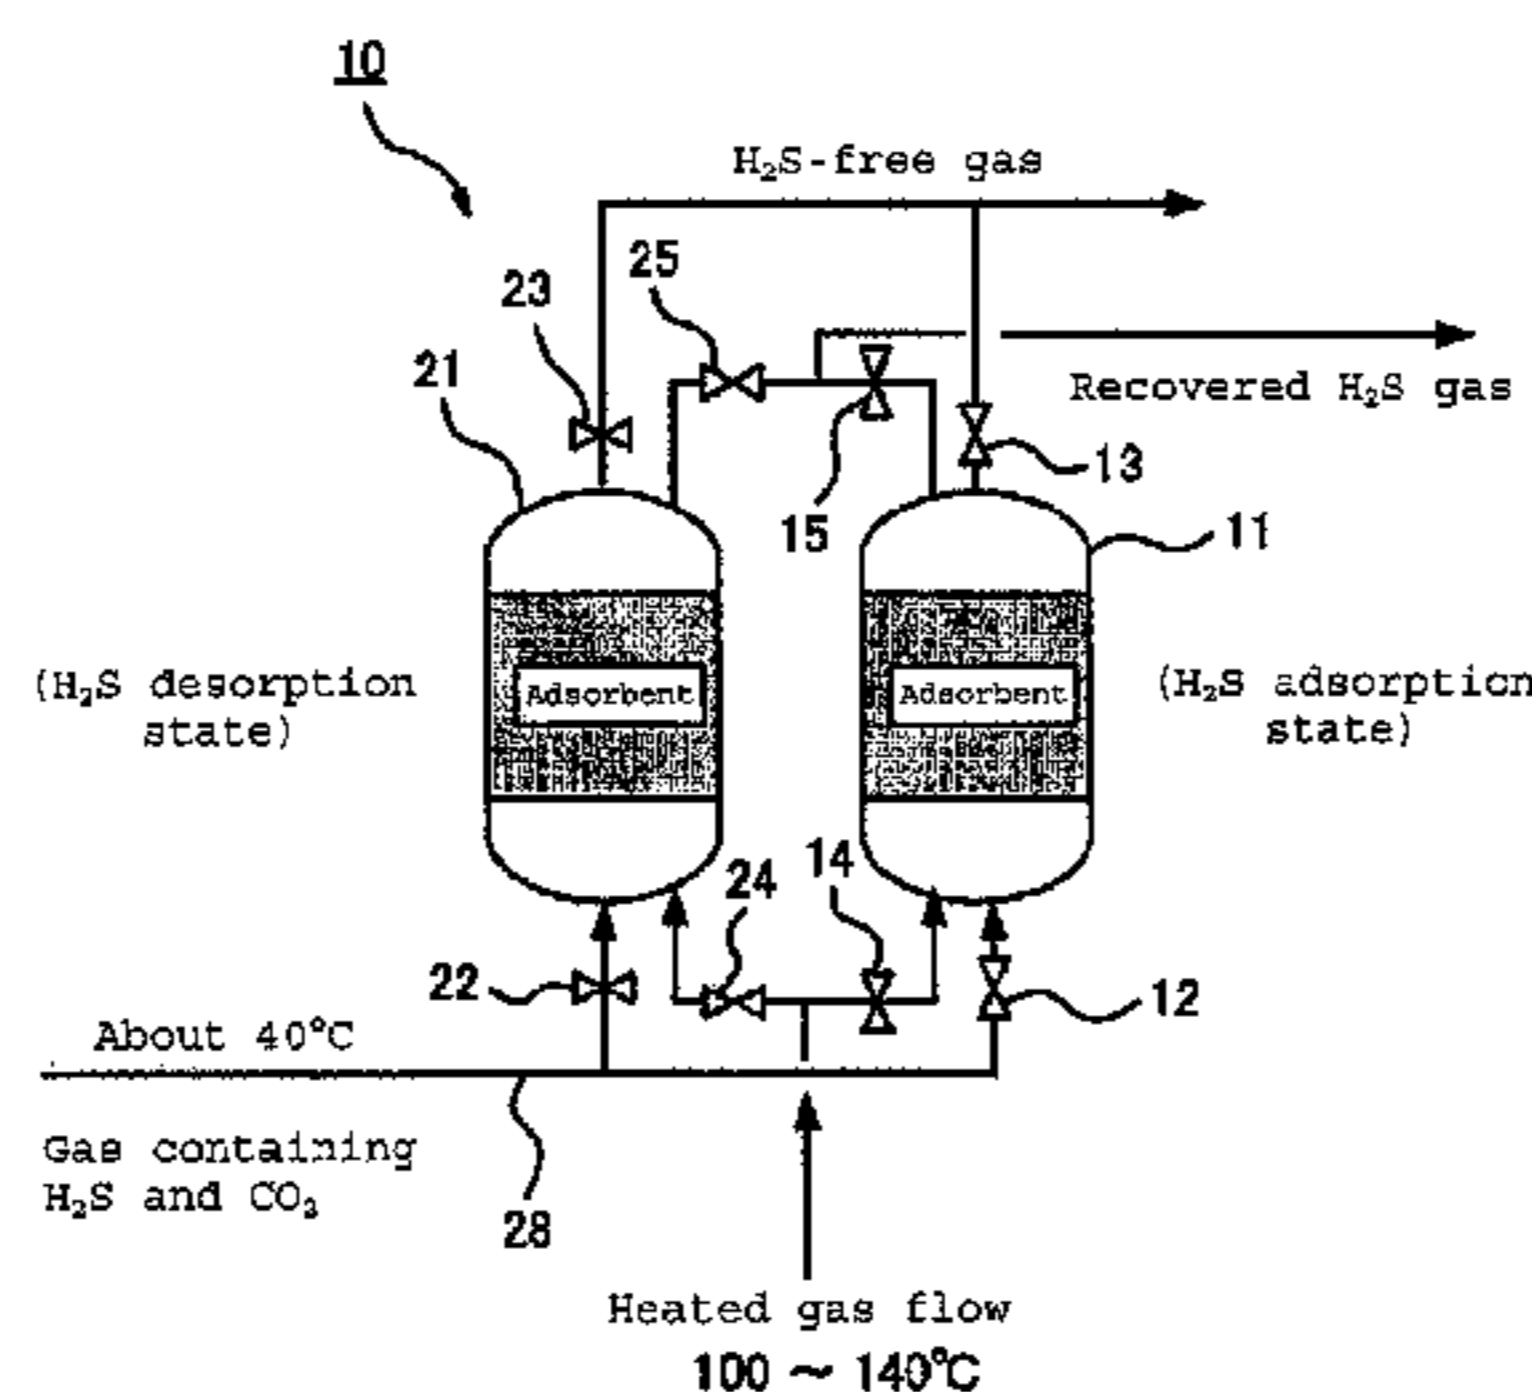 10
H₂S-free gas
25
23
21
Recovered H₂S gas
13
15
11
Adsorbent
Adsorbent
(H₂S desorption
state)
(H₂S adsorption
state)
14
24
22
12
About 40°C
Gas containing
H₂S and CO₂
28
Heated gas flow
100 ~ 140°C